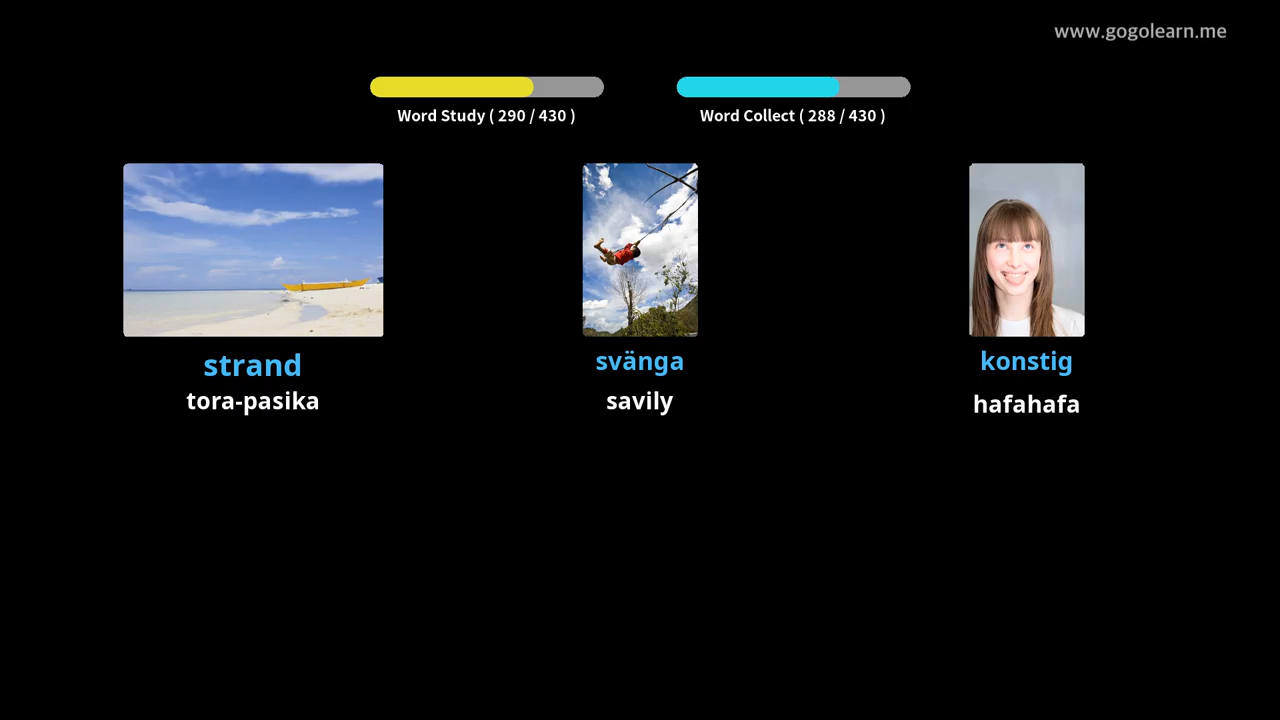 www.gogolearn.me
Word Study ( 290 / 430 )
Word Collect ( 288 / 430 )
strand
svänga
konstig
tora-pasika
savily
hafahafa